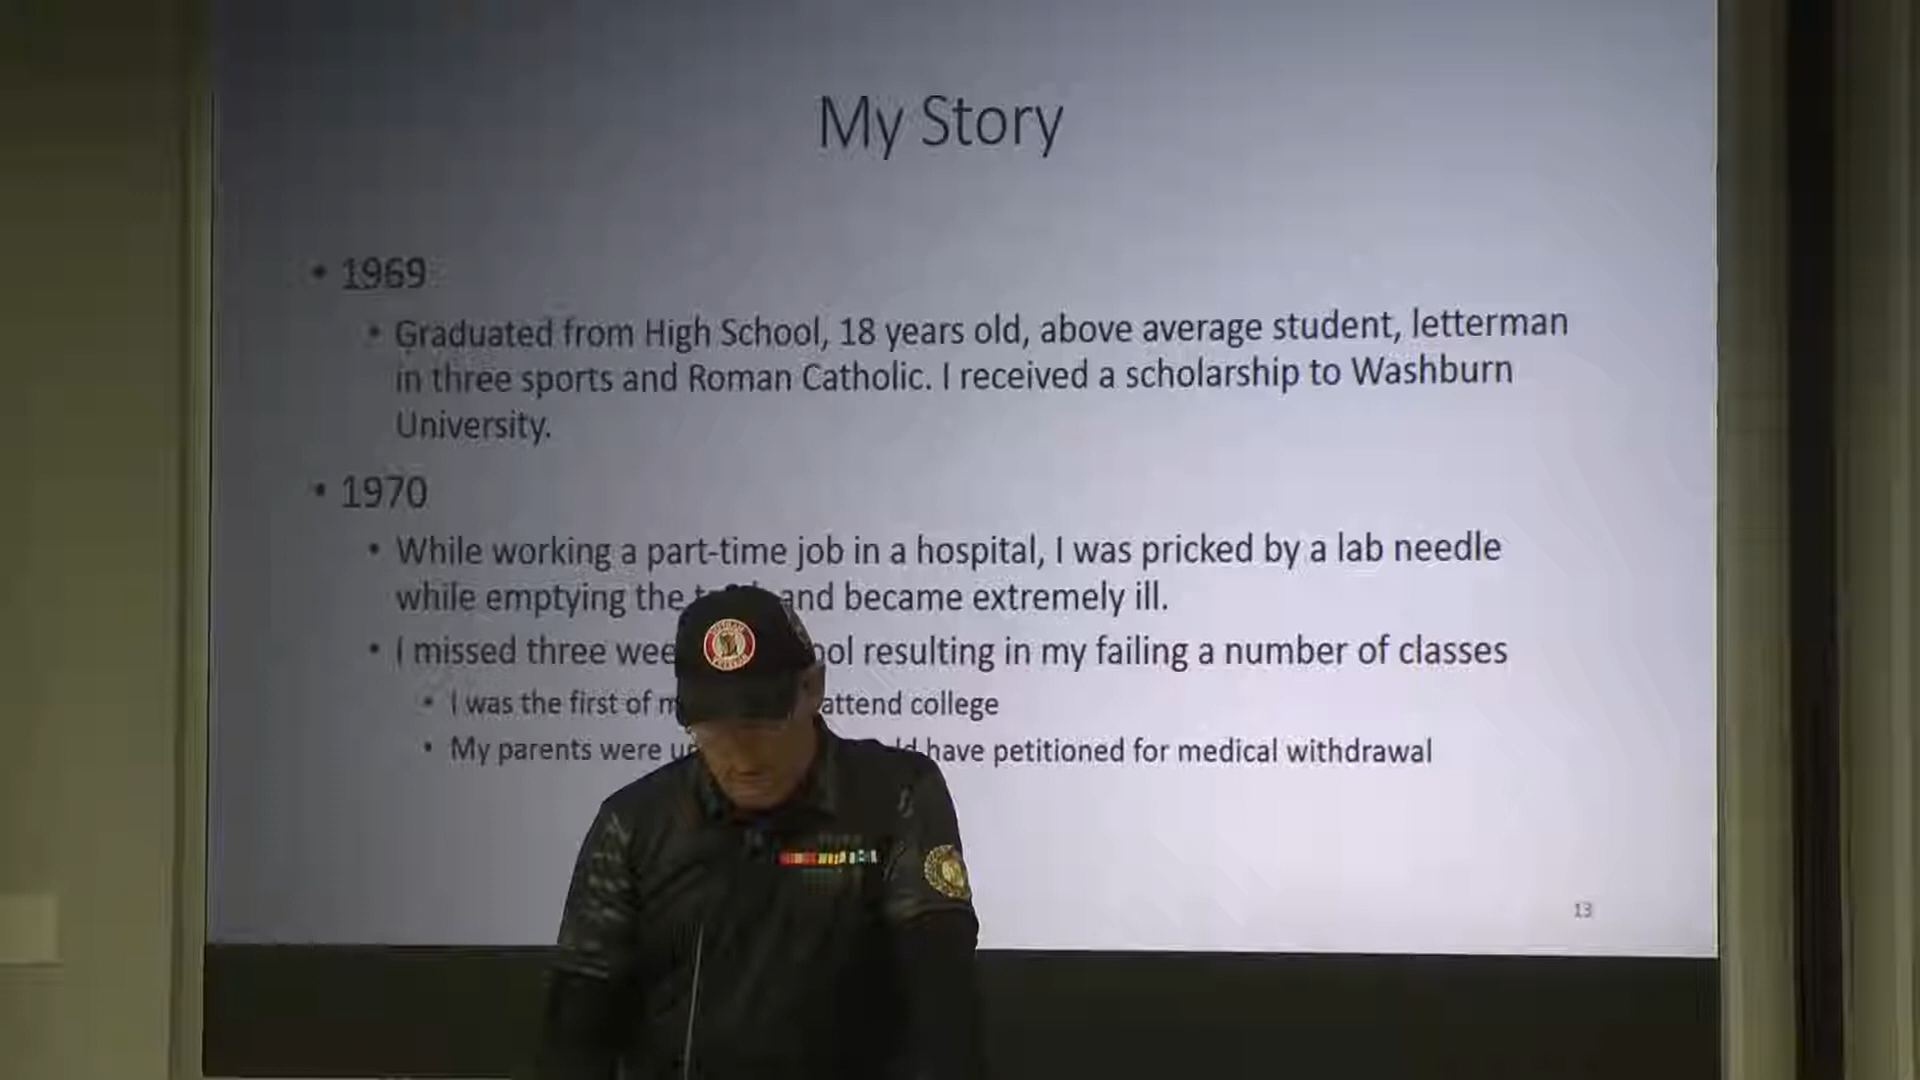 My Story
• 1969
• Graduated from High School, 18 years old, above average student, letterman
in three sports and Roman Catholic. I received a scholarship to Washburn
University.
• 1970
• While working a part-time job in a hospital, I was pricked by a lab needle
while emptying the and became extremely ill.
• I missed three resulting in my failing a number of classes
• I was the first of attend college
• My parents were have petitioned for medical withdrawal
13